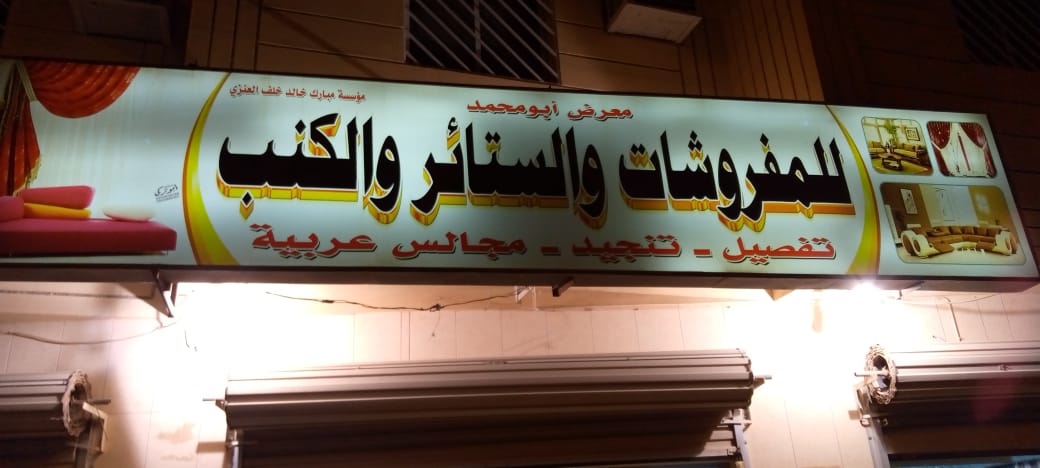 مؤسسة مبارك خالد خلف العنزي
معرض أبومحمد
للمفروشات والستائر والكنب
تفصيل - تنجيد - مجالس عربية